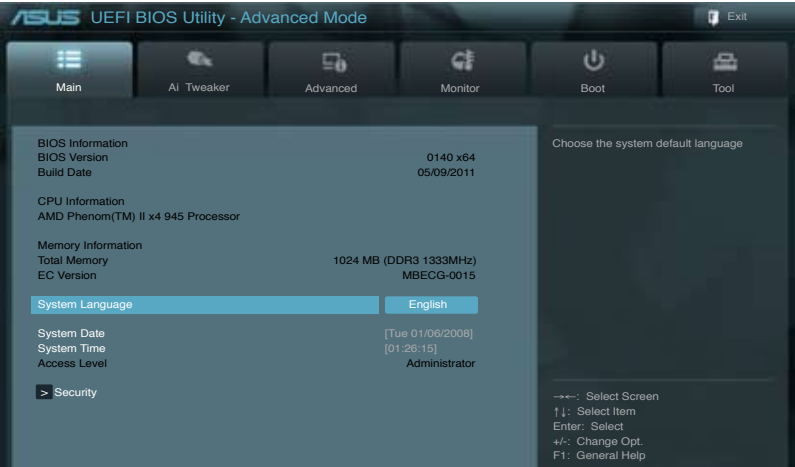 ASUS UEFI BIOS Utility - Advanced Mode
Exit
Main Ai Tweaker Advanced Monitor Boot Tool
BIOS Information
BIOS Version 0140 x64
Build Date 05/09/2011
CPU Information
AMD Phenom(TM) II x4 945 Processor
Memory Information
Total Memory 1024 MB (DDR3 1333MHz)
EC Version MBECG-0015
System Language English
System Date [Tue 01/06/2008]
System Time [01:26:15]
Access Level Administrator
> Security
Choose the system default language
→←: Select Screen
↑↓: Select Item
Enter: Select
+/-: Change Opt.
F1: General Help